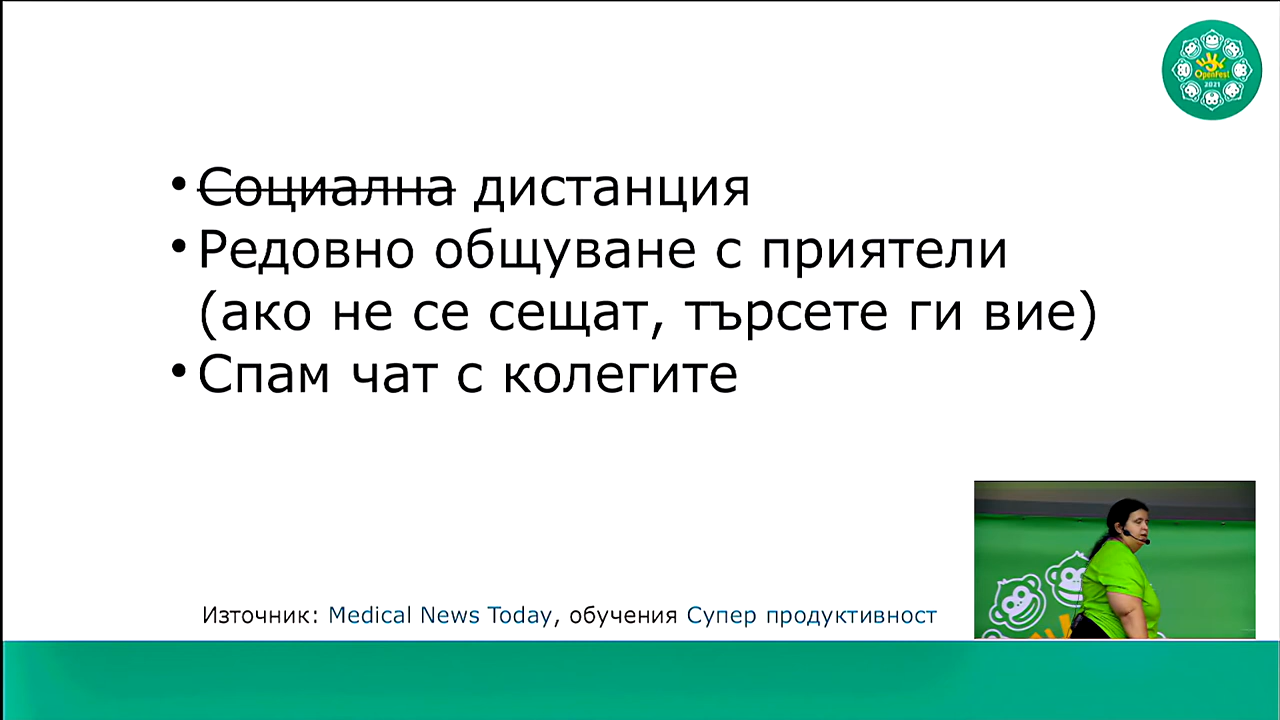 OpenFest
2021
• Социална дистанция
• Редовно общуване с приятели
(ако не се сещат, търсете ги вие)
• Спам чат с колегите
Източник: Medical News Today, обучения Супер продуктивност